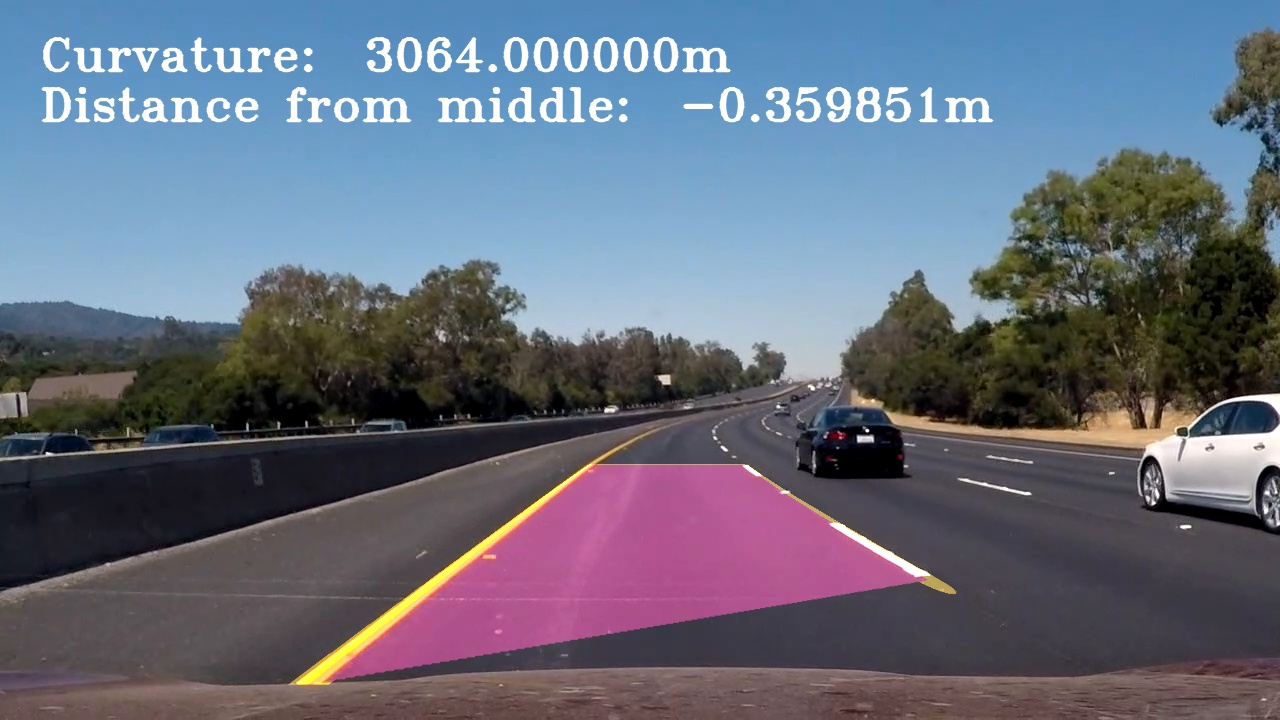 Curvature:  3064.000000m
Distance from middle:  −0.359851m